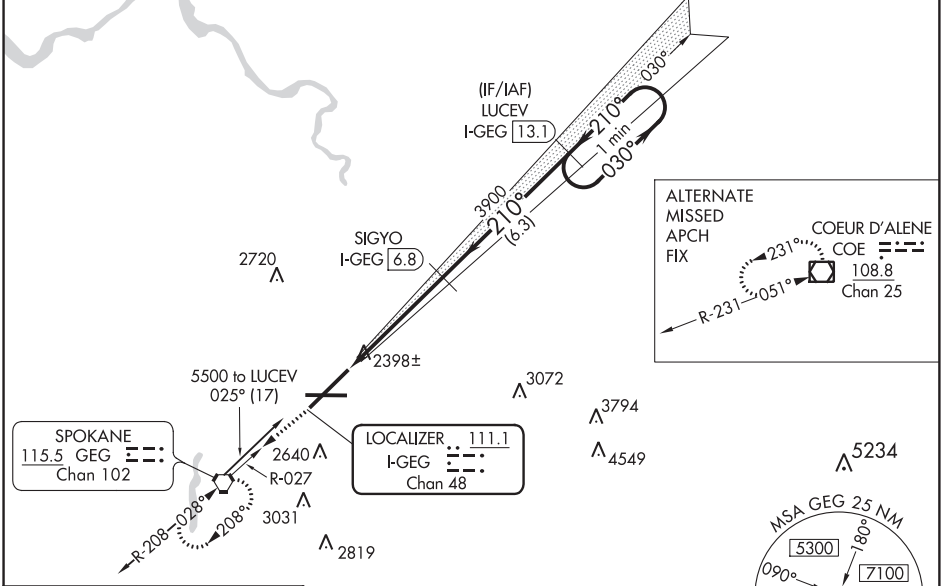 (IF/IAF)
LUCEV
I-GEG 13.1
030°
210°
1 min
030°
3900
210°
(6.3)
SIGYO
I-GEG 6.8
2720
ALTERNATE
MISSED
APCH
FIX
COEUR D'ALENE
COE
108.8
Chan 25
231°
R-231
051°
2398±
5500 to LUCEV
025° (17)
3072
3794
4549
5234
SPOKANE
115.5 GEG
Chan 102
LOCALIZER 111.1
I-GEG
Chan 48
2640
R-027
R-208
028°
208°
3031
2819
MSA GEG 25 NM
5300
180°
090°
7100